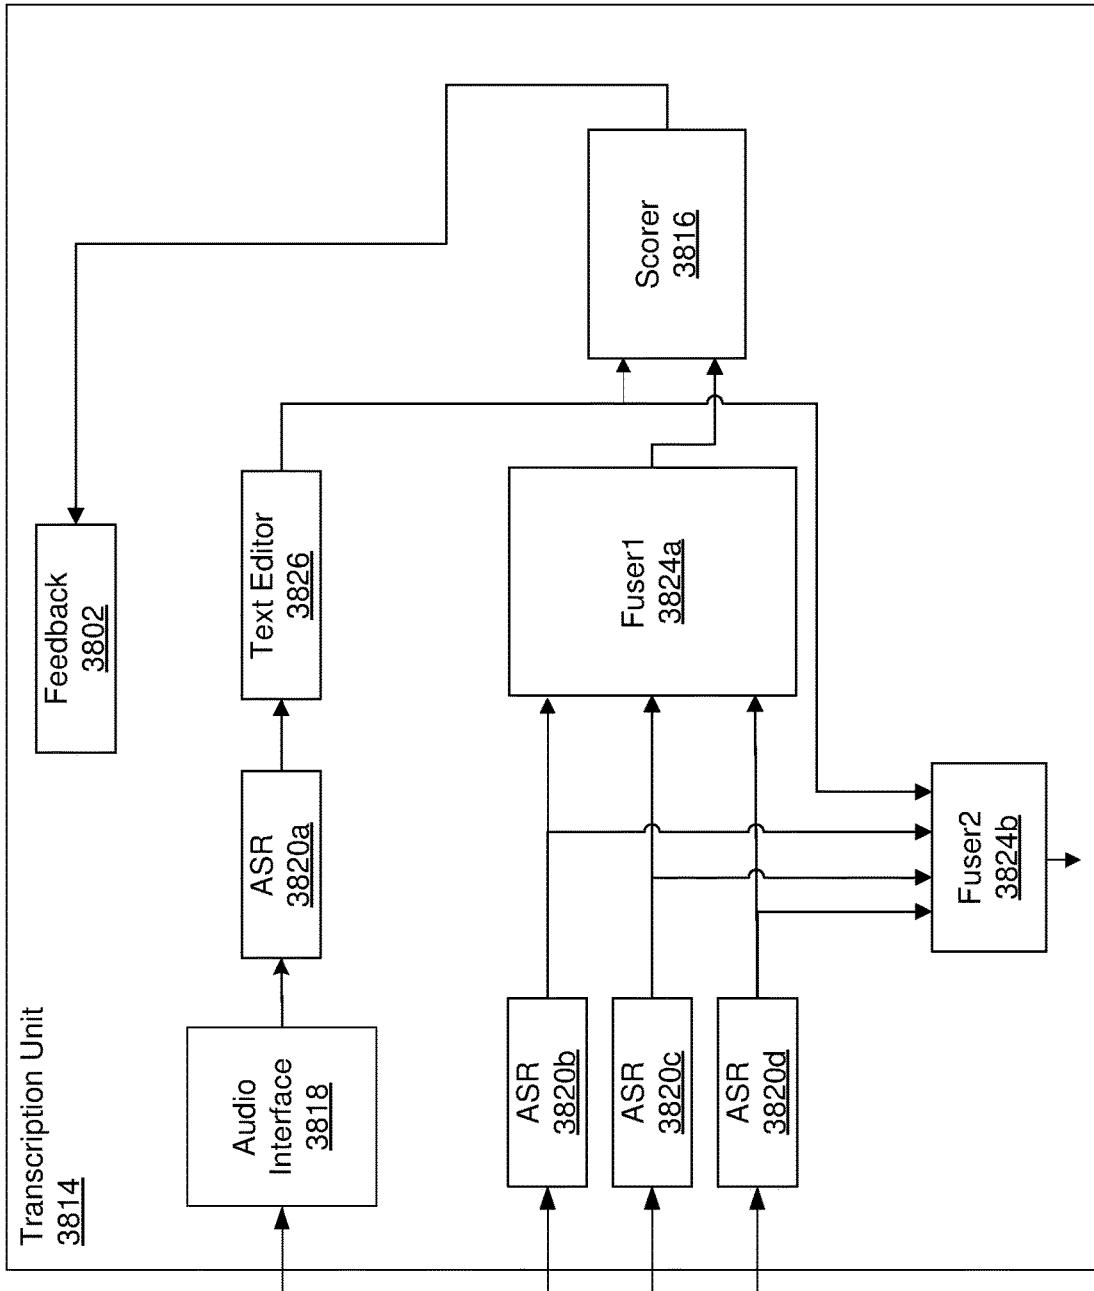 Transcription Unit
3814
Feedback
3802
Audio
Interface
3818
ASR
3820a
Text Editor
3826
ASR
3820b
ASR
3820c
ASR
3820d
Fuser1
3824a
Scorer
3816
Fuser2
3824b